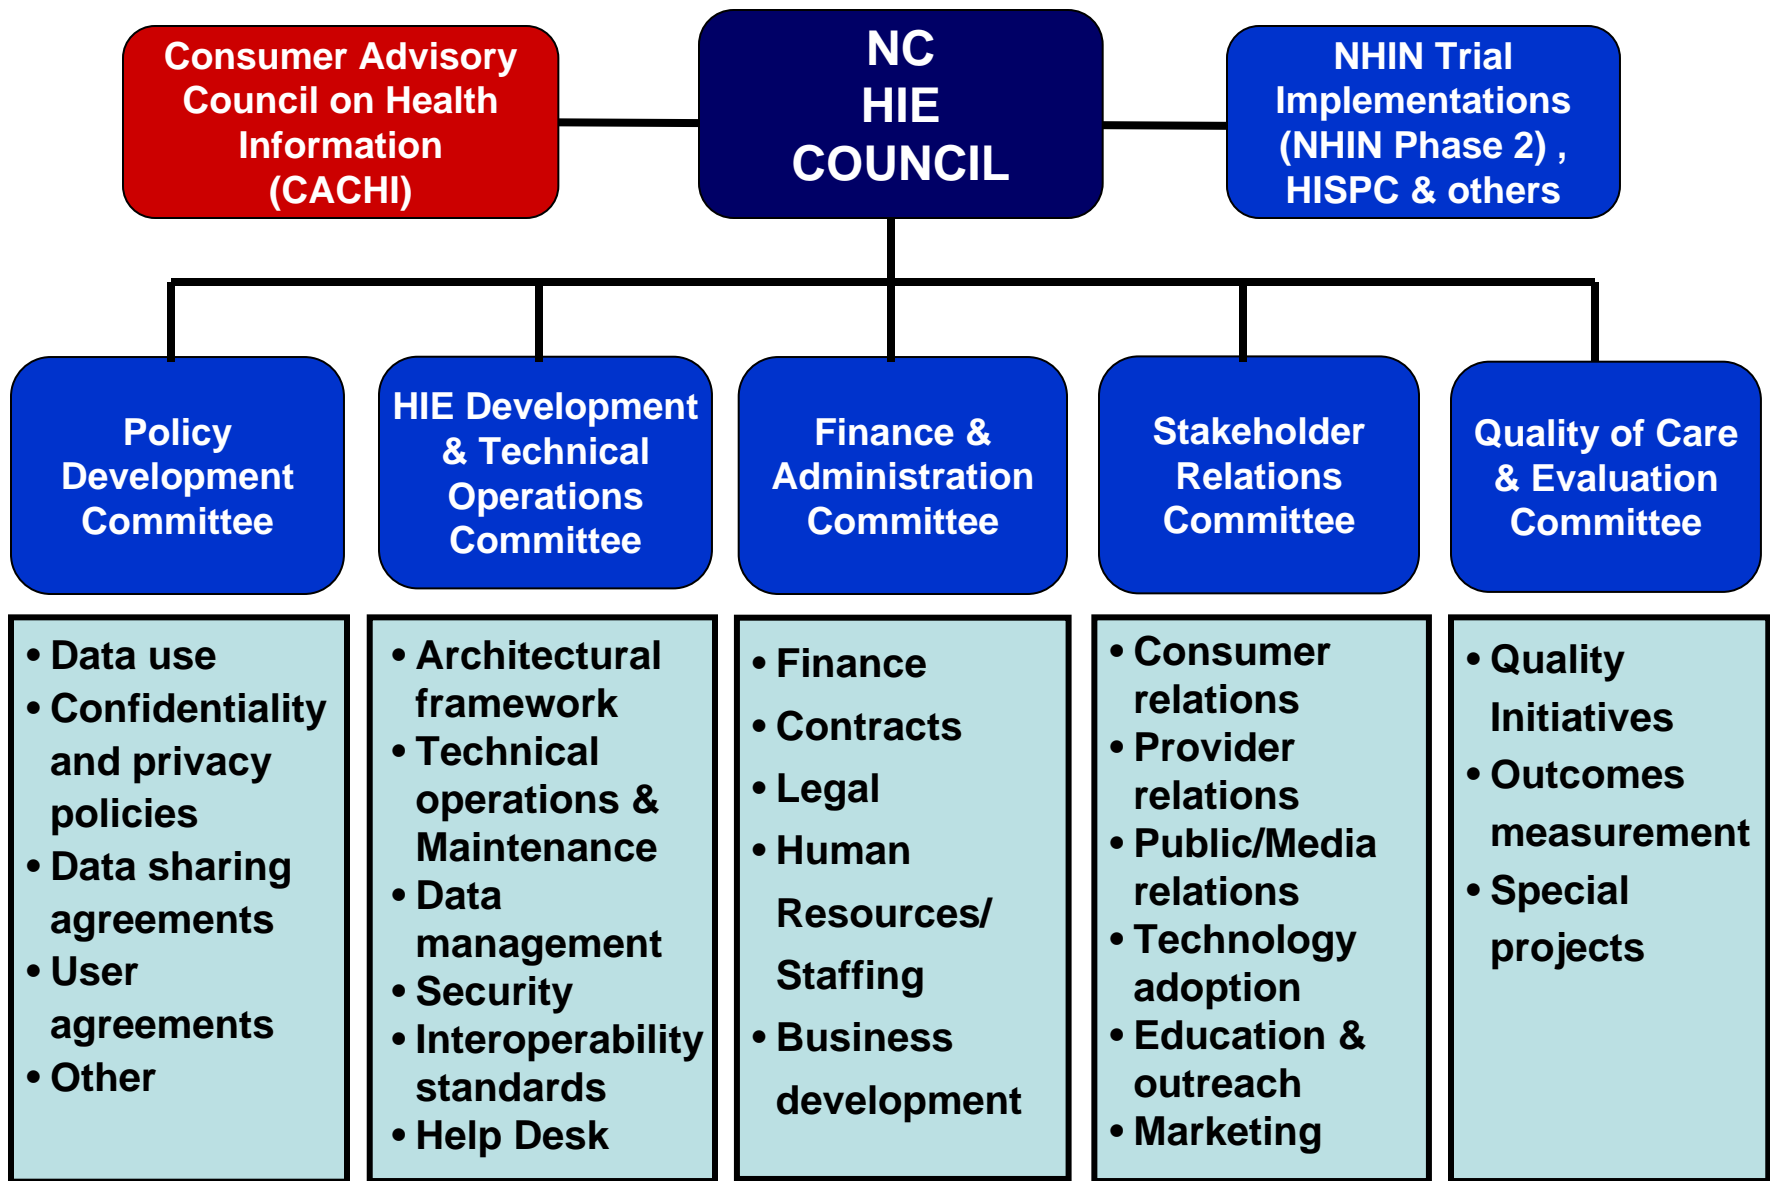 Consumer Advisory
Council on Health
Information
(CACHI)
NC
HIE
COUNCIL
NHIN Trial
Implementations
(NHIN Phase 2) ,
HISPC & others
Policy
Development
Committee
HIE Development
& Technical
Operations
Committee
Finance &
Administration
Committee
Stakeholder
Relations
Committee
Quality of Care
& Evaluation
Committee
• Data use
• Confidentiality
and privacy
policies
• Data sharing
agreements
• User
agreements
• Other
• Architectural
framework
• Technical
operations &
Maintenance
• Data
management
• Security
• Interoperability
standards
• Help Desk
• Finance
• Contracts
• Legal
• Human
Resources/
Staffing
• Business
development
• Consumer
relations
• Provider
relations
• Public/Media
relations
• Technology
adoption
• Education &
outreach
• Marketing
• Quality
Initiatives
• Outcomes
measurement
• Special
projects